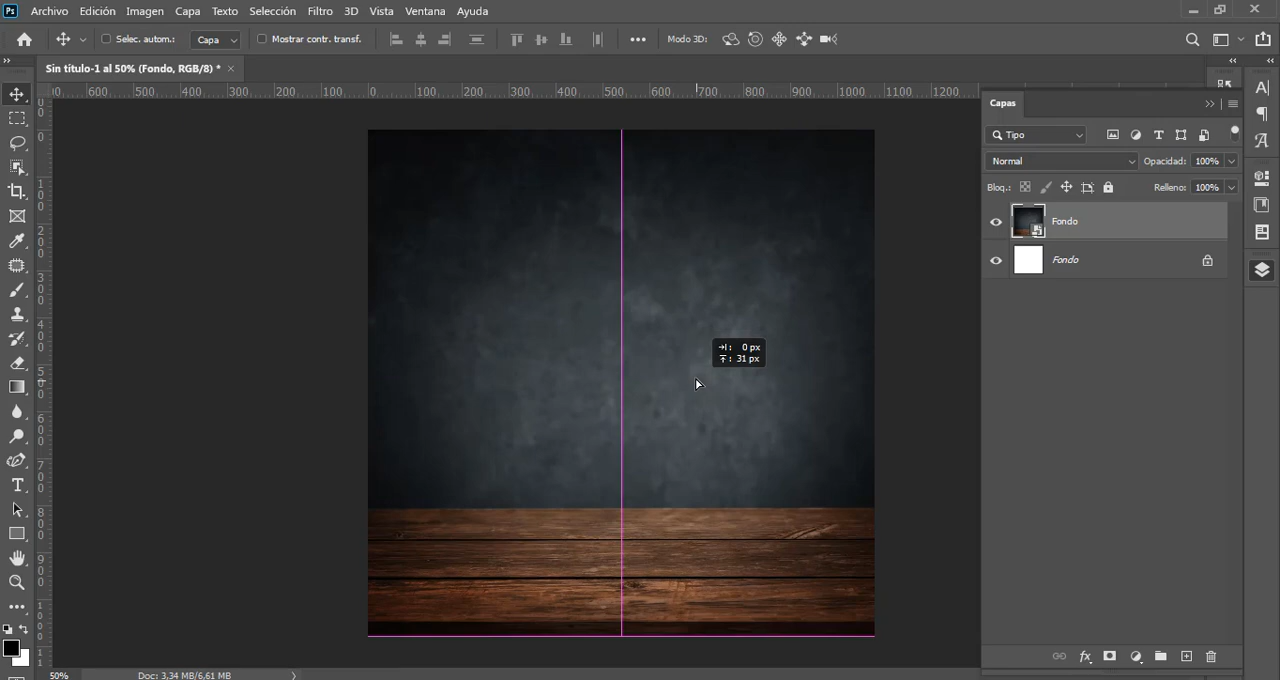 Ps Archivo Edición Imagen Capa Texto Selección Filtro 3D Vista Ventana Ayuda
Selec. autom.: Capa Mostrar contr. transf. Modo 3D:
Sin título-1 al 50% (Fondo, RGB/8) *
600 500 400 300 200 100 0 100 200 300 400 500 600 700 800 900 1000 1100 1200
Capas
Tipo
Normal Opacidad: 100%
Bloq.: Relleno: 100%
Fondo
Fondo
0 px
31 px
50% Doc: 3,34 MB/6,61 MB